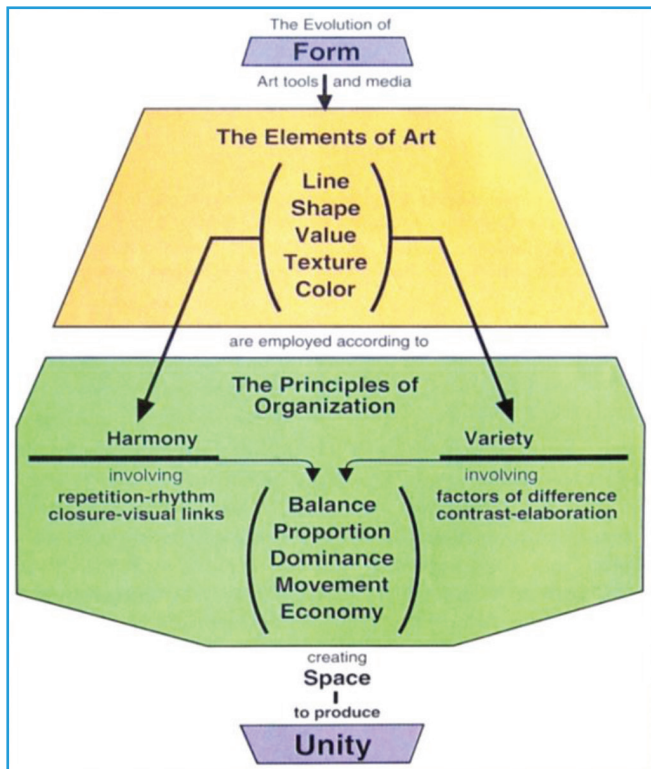 The Evolution of
Form
Art tools and media
The Elements of Art
Line
Shape
Value
Texture
Color
are employed according to
The Principles of
Organization
Harmony
involving
repetition-rhythm
closure-visual links
Variety
involving
factors of difference
contrast-elaboration
Balance
Proportion
Dominance
Movement
Economy
creating
Space
to produce
Unity